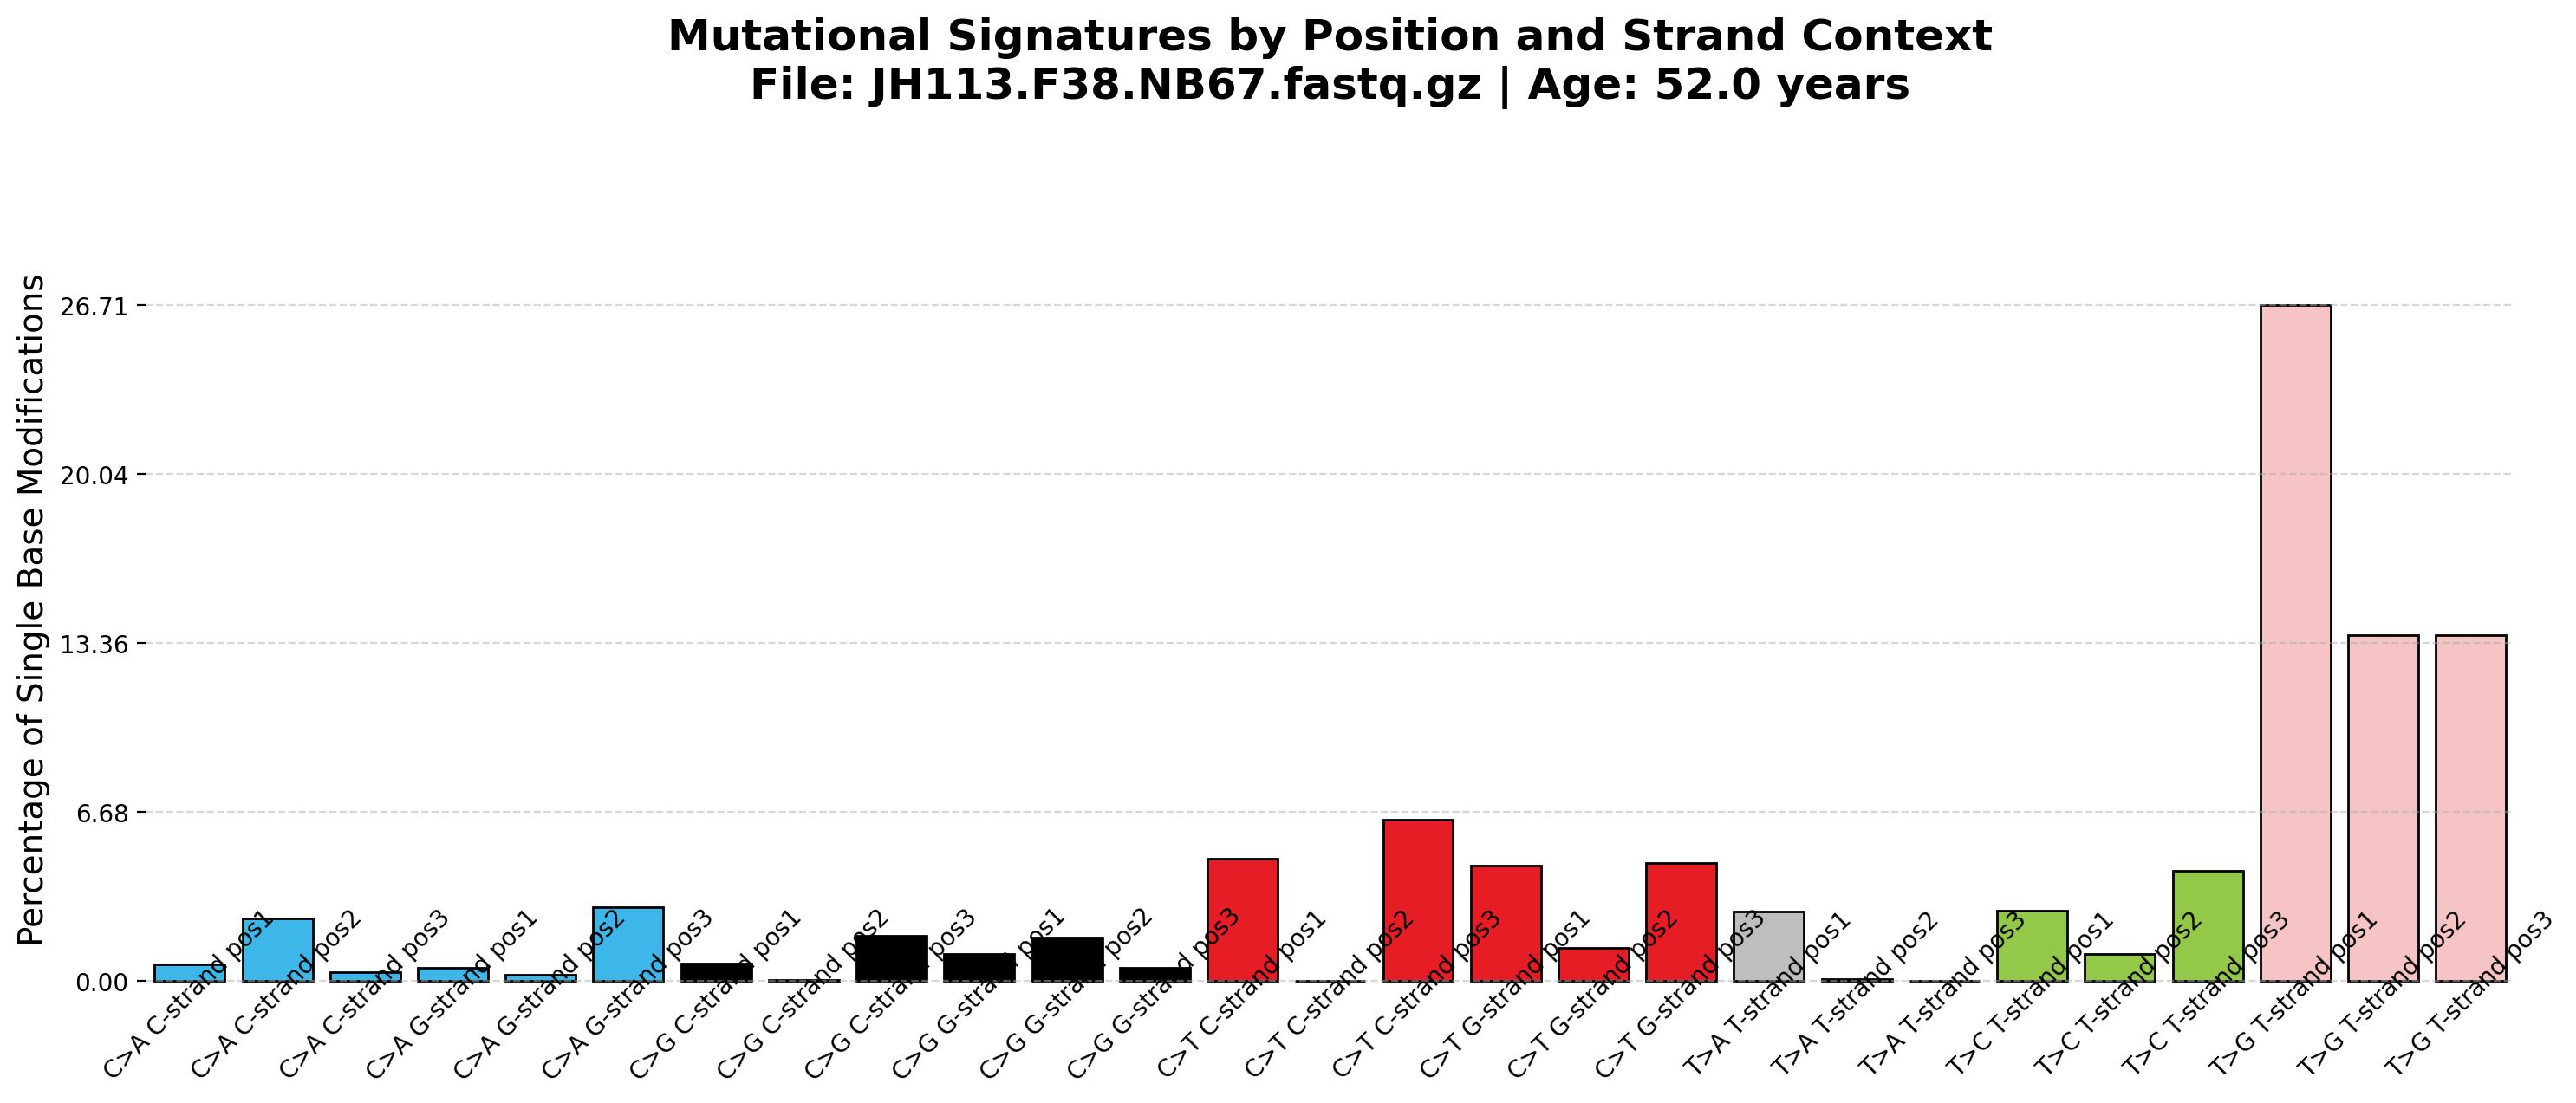 Mutational Signatures by Position and Strand Context
File: JH113.F38.NB67.fastq.gz | Age: 52.0 years
Percentage of Single Base Modifications
26.71
20.04
13.36
6.68
0.00
C>A C-strand pos1
C>A C-strand pos2
C>A C-strand pos3
C>A G-strand pos1
C>A G-strand pos2
C>A G-strand pos3
C>G C-strand pos1
C>G C-strand pos2
C>G C-strand pos3
C>G G-strand pos1
C>G G-strand pos2
C>G G-strand pos3
C>T C-strand pos1
C>T C-strand pos2
C>T C-strand pos3
C>T G-strand pos1
C>T G-strand pos2
C>T G-strand pos3
T>A T-strand pos1
T>A T-strand pos2
T>A T-strand pos3
T>C T-strand pos1
T>C T-strand pos2
T>C T-strand pos3
T>G T-strand pos1
T>G T-strand pos2
T>G T-strand pos3